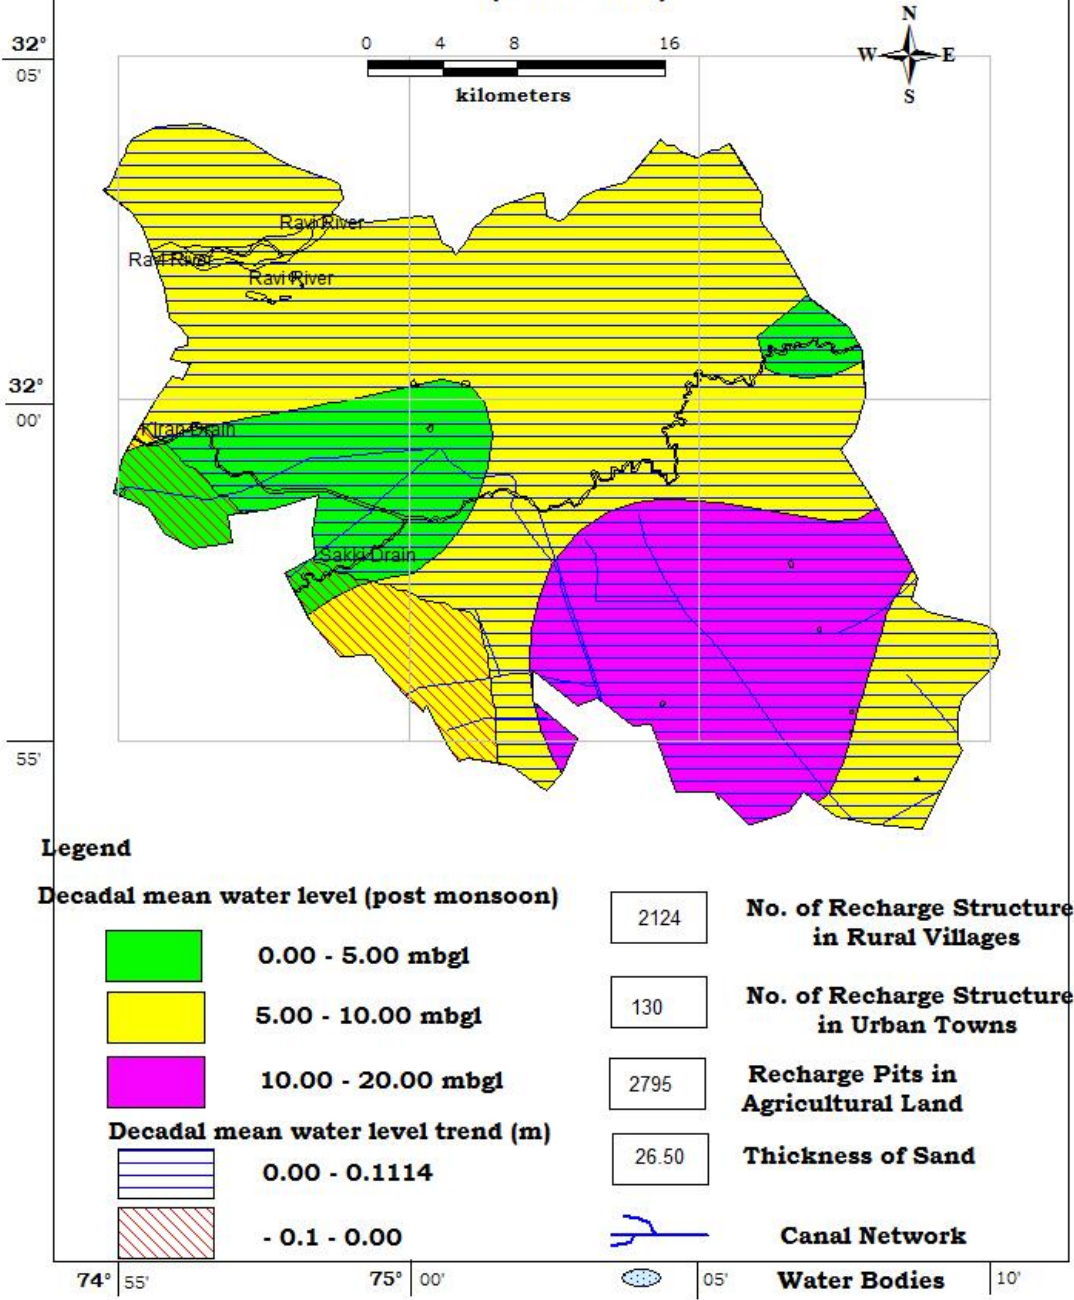 N
32°
0 4 8 16
W E
05'
kilometers
S
Ravi River
Ravi River
Ravi River
32°
00'
Kiran Drain
Sakki Drain
55'
Legend
Decadal mean water level (post monsoon)
0.00 - 5.00 mbgl
5.00 - 10.00 mbgl
10.00 - 20.00 mbgl
Decadal mean water level trend (m)
0.00 - 0.1114
- 0.1 - 0.00
2124
No. of Recharge Structure
in Rural Villages
130
No. of Recharge Structure
in Urban Towns
2795
Recharge Pits in
Agricultural Land
26.50
Thickness of Sand
Canal Network
Water Bodies
74° 55' 75° 00' 05' 10'